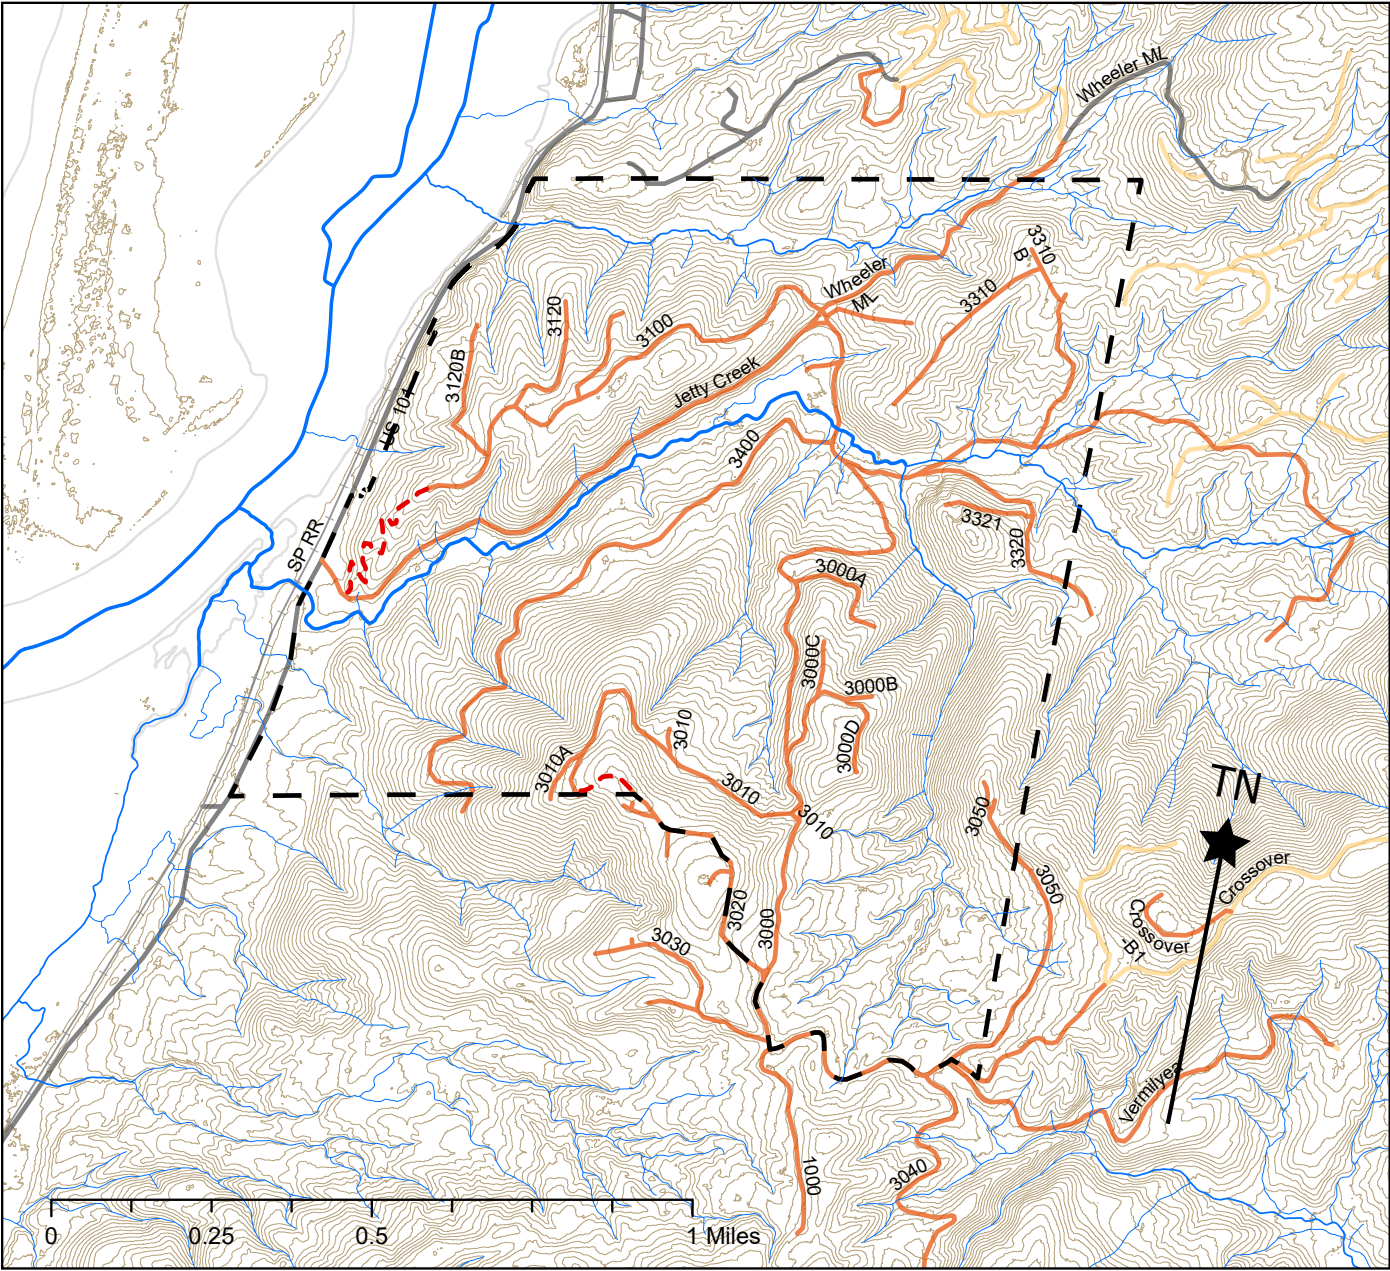 Wheeler ML
3310
B
3310
Wheeler
ML
3120
3100
3120B
Jetty Creek
US 101
3400
SP RR
3321
3320
3000A
3000C
3000B
3000D
3010
3010A
3010
3010
TN
3050
3050
Crossover
Crossover
-B1
3020
3000
3030
Vermilyea
3040
1000
0
0.25
0.5
1 Miles